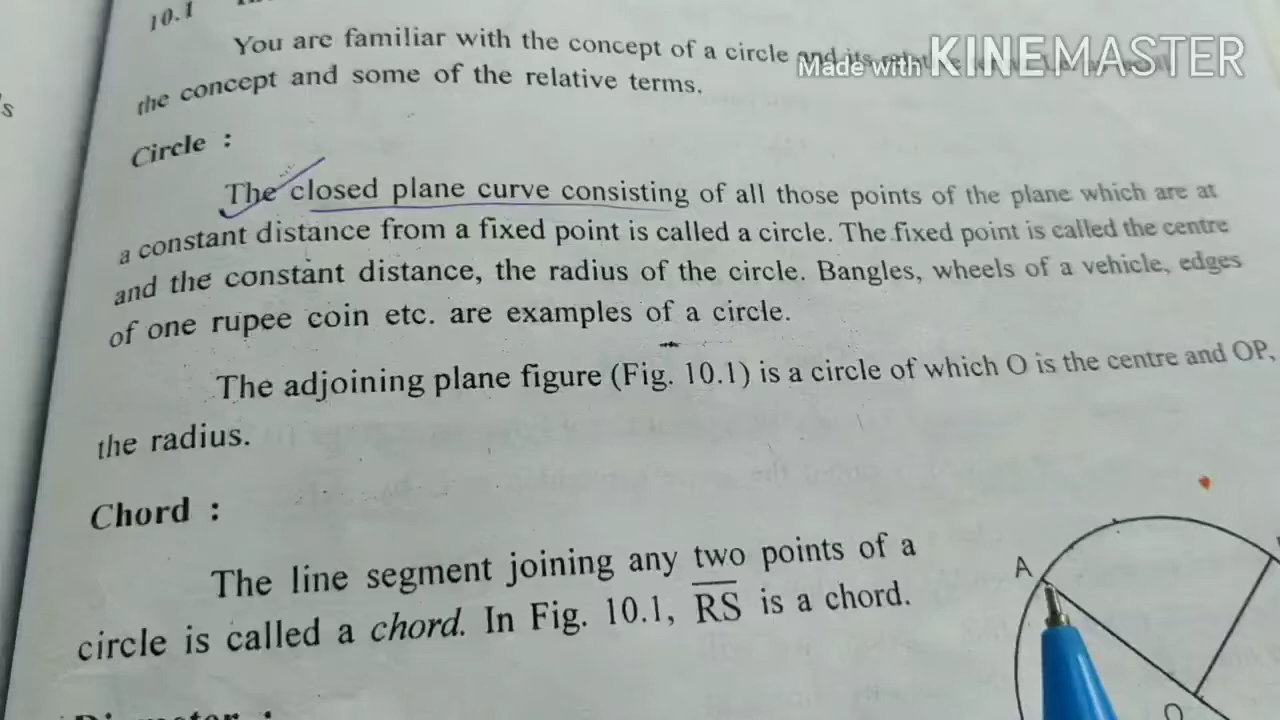 10.1
You are familiar with the concept of a circle and its
Made with KINEMASTER
the concept and some of the relative terms.
's
Circle :
The closed plane curve consisting of all those points of the plane which are at
a constant distance from a fixed point is called a circle. The fixed point is called the centre
and the constant distance, the radius of the circle. Bangles, wheels of a vehicle, edges
of one rupee coin etc. are examples of a circle.
The adjoining plane figure (Fig. 10.1) is a circle of which O is the centre and OP,
the radius.
Chord :
The line segment joining any two points of a
circle is called a chord. In Fig. 10.1, RS is a chord.
A
O
Diameter :